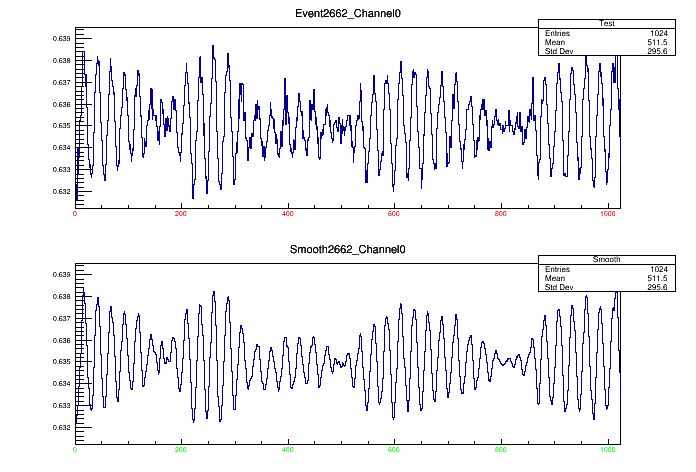 Event2662_Channel0
Test
Entries 1024
Mean 511.5
Std Dev 295.6
0.639
0.638
0.637
0.636
0.635
0.634
0.633
0.632
0 200 400 600 800 1000
Smooth2662_Channel0
Smooth
Entries 1024
Mean 511.5
Std Dev 295.6
0.639
0.638
0.637
0.636
0.635
0.634
0.633
0.632
0 200 400 600 800 1000